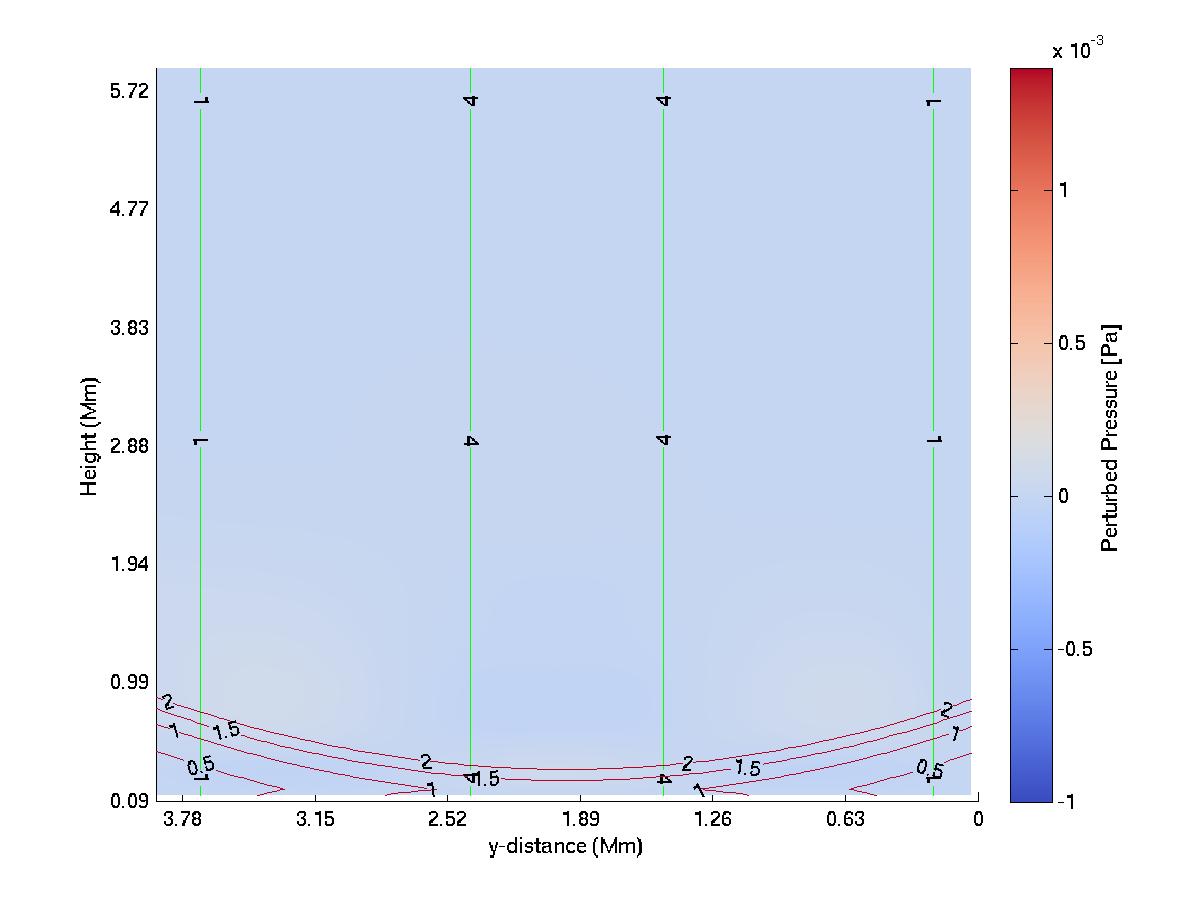 x 10-3
5.72
1 4 4 1
4.77
1
3.83
0.5
Perturbed Pressure [Pa]
Height (Mm)
2.88
1 4 4 1
0
1.94
-0.5
0.99
2 2
1 1.5 1
2 2
0.5 1.5 1.5 0.5
1 4 4 1
1 1
0.09
-1
3.78 3.15 2.52 1.89 1.26 0.63 0
y-distance (Mm)